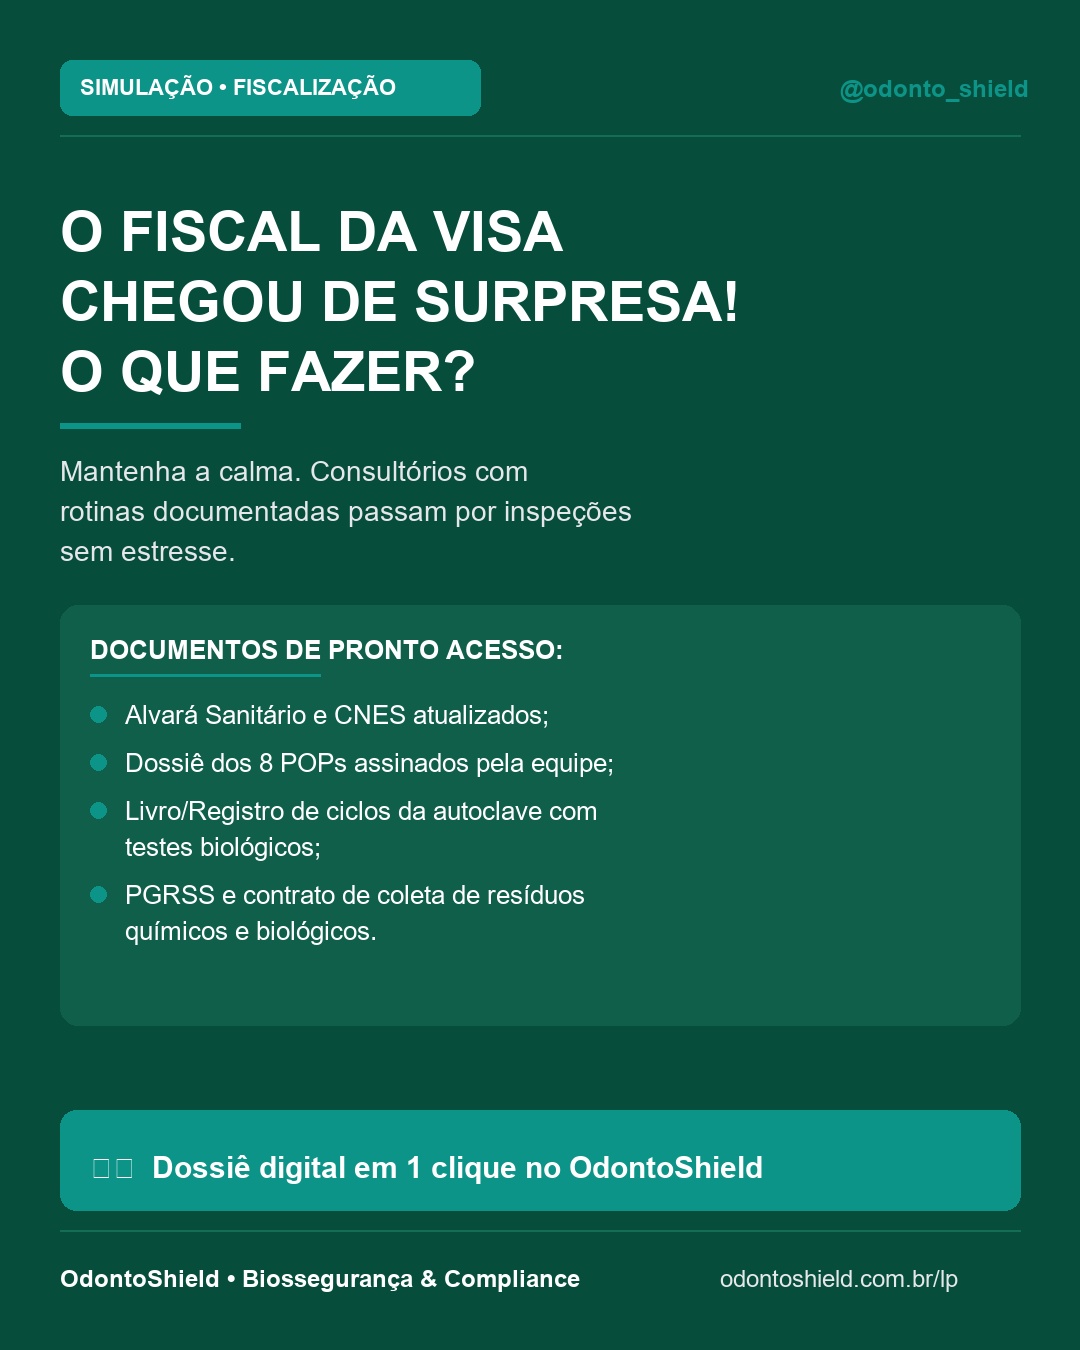 SIMULAÇÃO • FISCALIZAÇÃO
@odonto_shield
O FISCAL DA VISA
CHEGOU DE SURPRESA!
O QUE FAZER?
Mantenha a calma. Consultórios com
rotinas documentadas passam por inspeções
sem estresse.
DOCUMENTOS DE PRONTO ACESSO:
Alvará Sanitário e CNES atualizados;
Dossiê dos 8 POPs assinados pela equipe;
Livro/Registro de ciclos da autoclave com
testes biológicos;
PGRSS e contrato de coleta de resíduos
químicos e biológicos.
Dossiê digital em 1 clique no OdontoShield
OdontoShield • Biossegurança & Compliance
odontoshield.com.br/lp